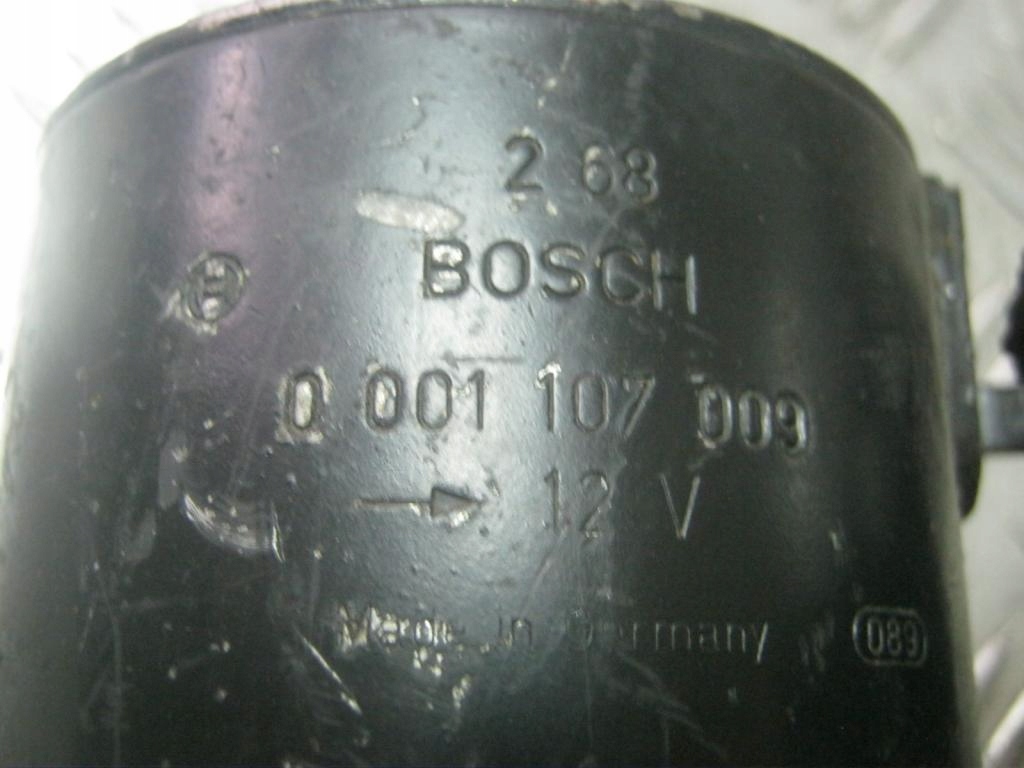 2 68
BOSCH
0 001 107 009
12 V
Made in Germany
089